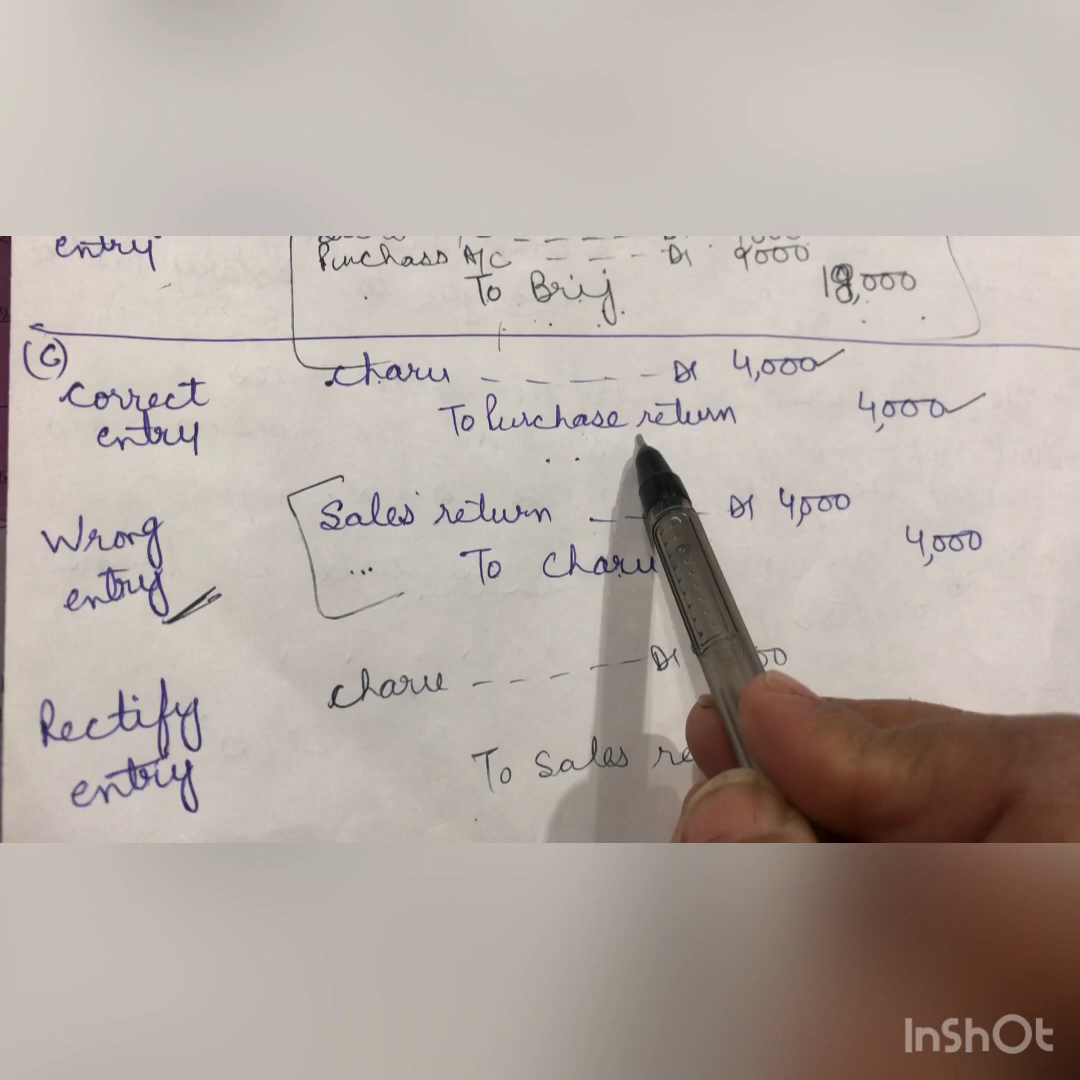 entry
Purchass A/C - - - - Dr 9000
To Brij 18,000
(C)
Correct entry
Charu - - - - - Dr 4,000
To Purchase return 4,000
Wrong entry
Sales return Dr 4,000
To Charu 4,000
Rectify entry
Charu - - - - - Dr
To Sales
InShOt